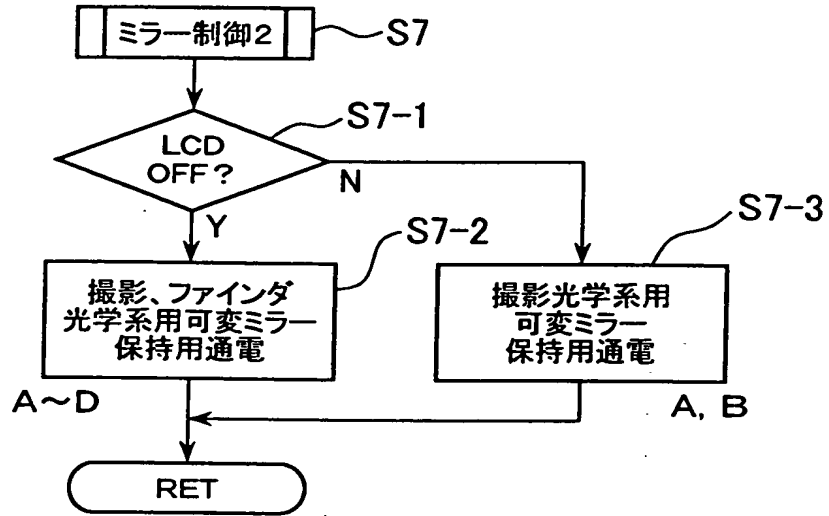 ミラー制御2
S7
S7-1
LCD
OFF?
N
Y
S7-2
S7-3
撮影、ファインダ
光学系用可変ミラー
保持用通電
撮影光学系用
可変ミラー
保持用通電
A～D
A, B
RET